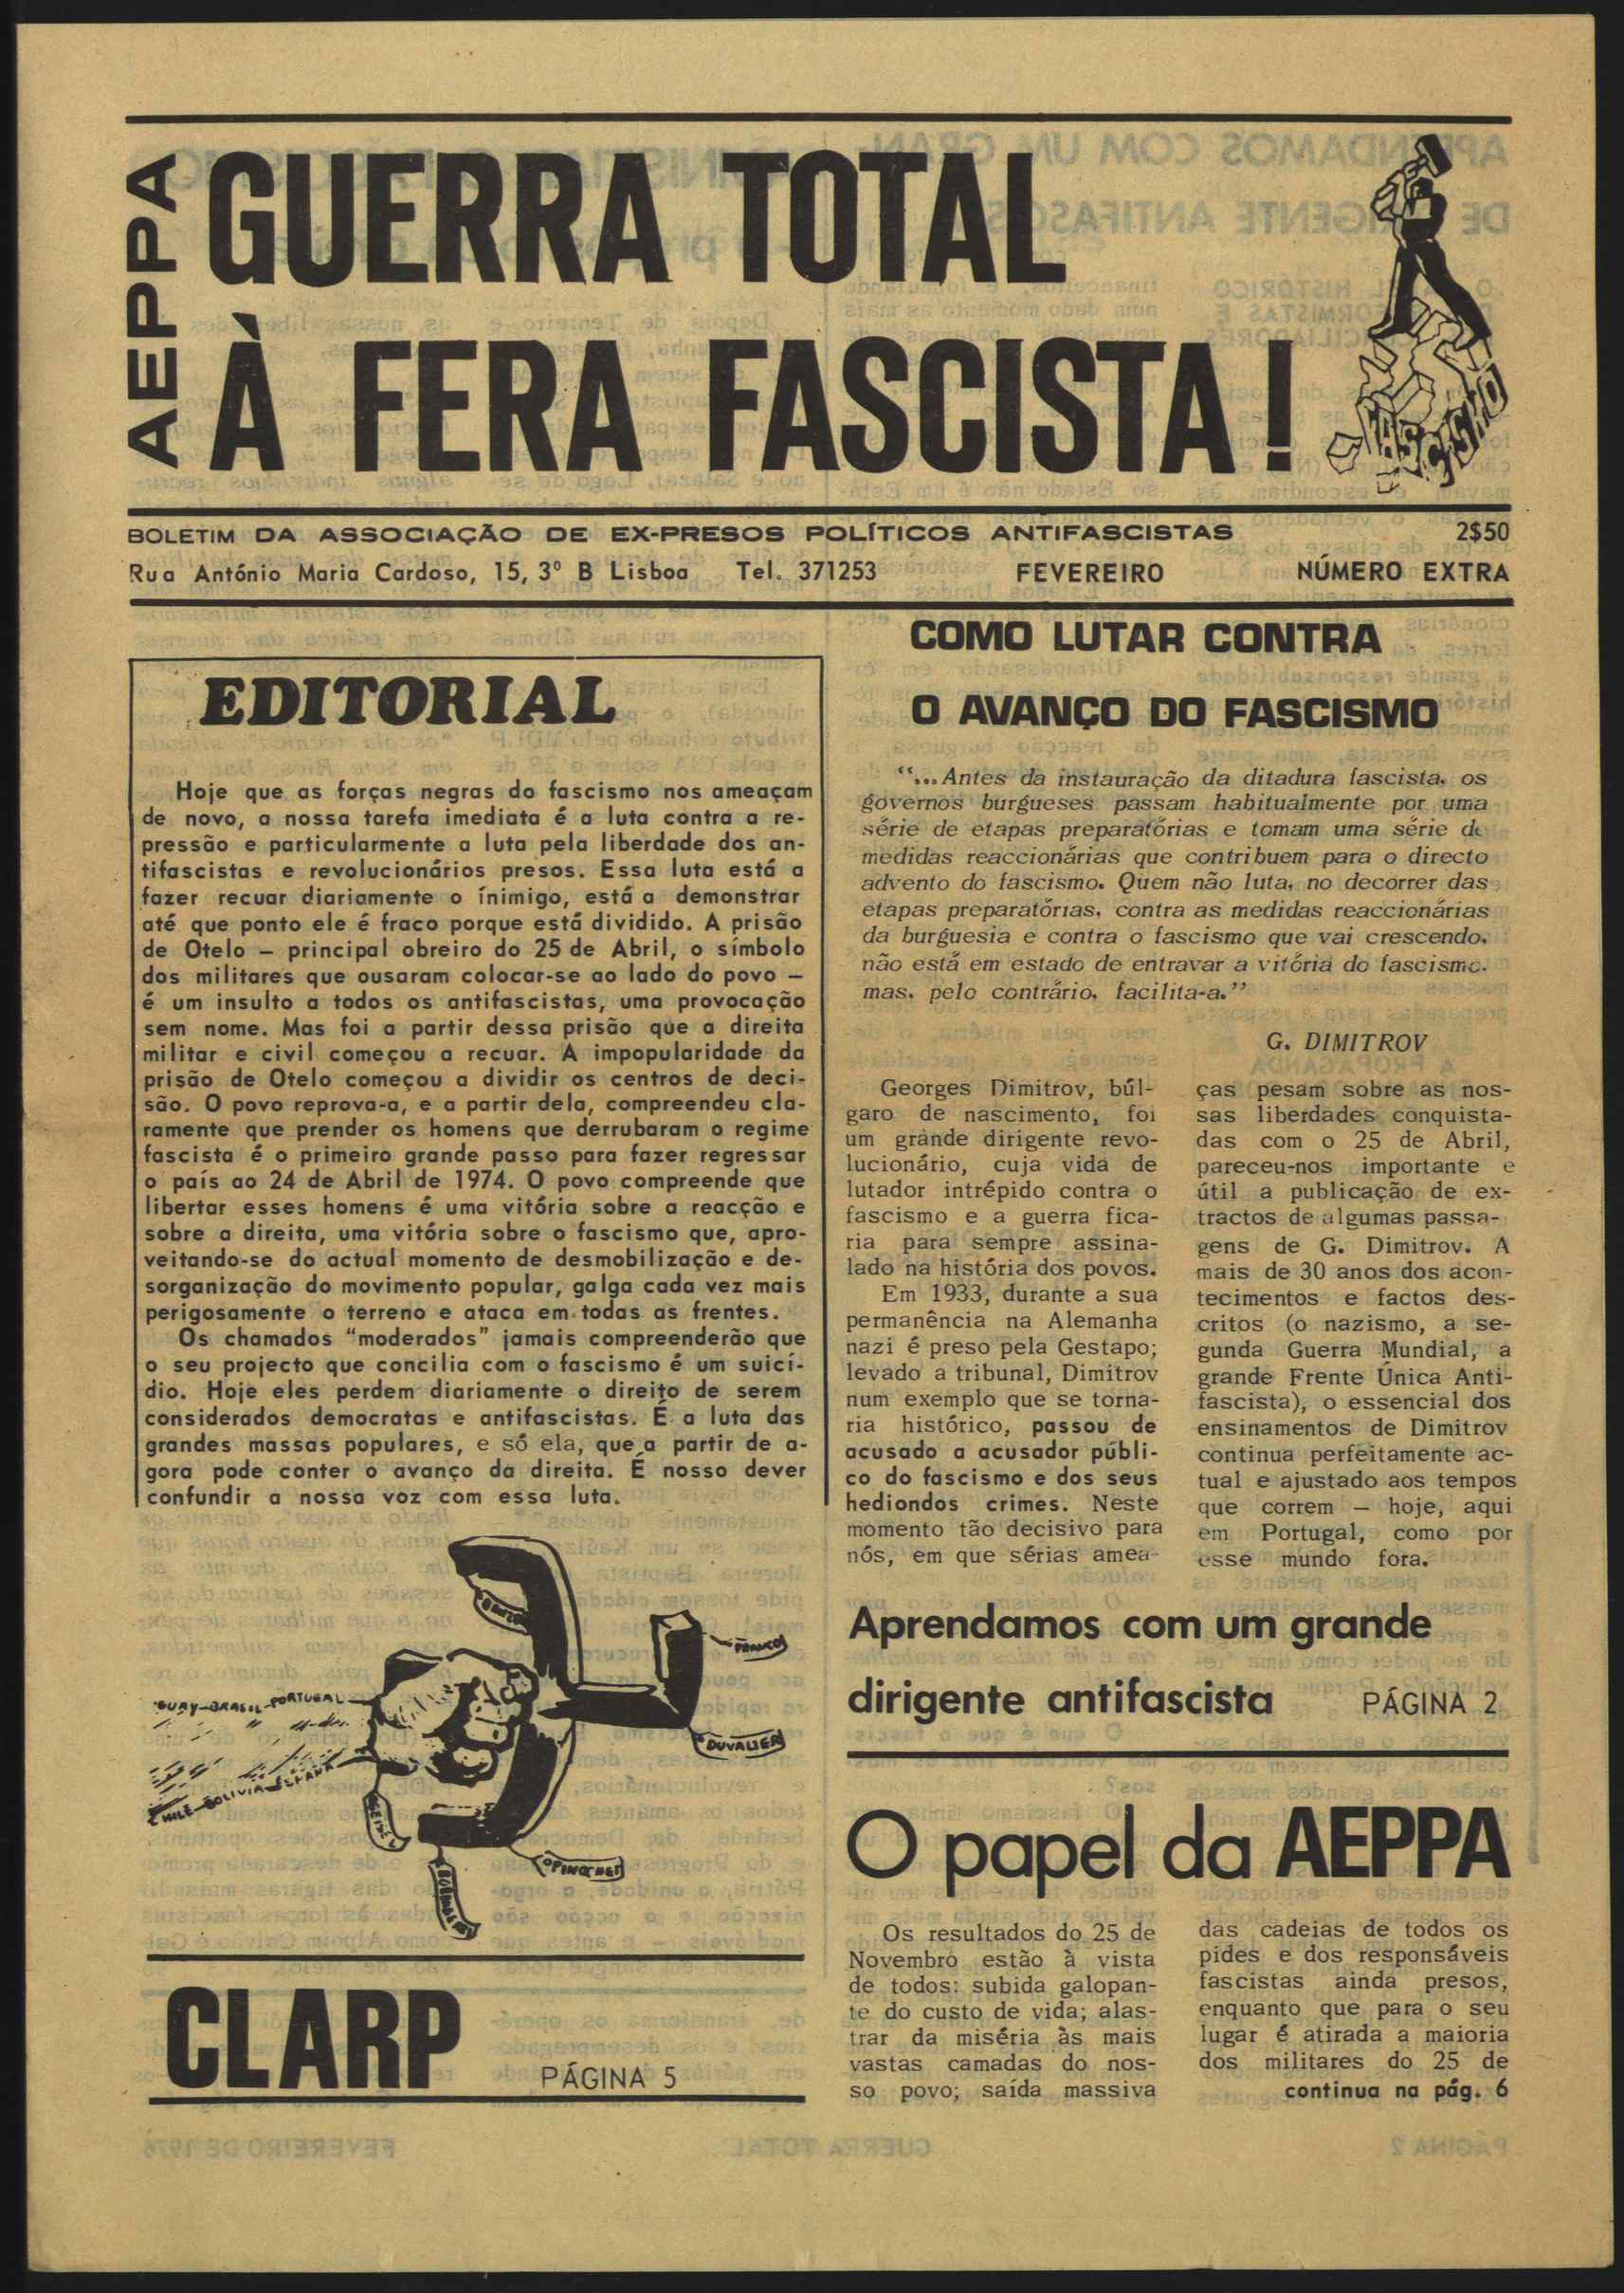 AEPPA
GUERRA TOTAL
À FERA FASCISTA!
FASCISMO
BOLETIM DA ASSOCIAÇÃO DE EX-PRESOS POLÍTICOS ANTIFASCISTAS 2$50
Rua António Maria Cardoso, 15, 3º B Lisboa Tel. 371253 FEVEREIRO NÚMERO EXTRA
EDITORIAL
Hoje que as forças negras do fascismo nos ameaçam
de novo, a nossa tarefa imediata é a luta contra a re-
pressão e particularmente a luta pela liberdade dos an-
tifascistas e revolucionários presos. Essa luta está a
fazer recuar diariamente o ínimigo, está a demonstrar
até que ponto ele é fraco porque está dividido. A prisão
de Otelo — principal obreiro do 25 de Abril, o símbolo
dos militares que ousaram colocar-se ao lado do povo —
é um insulto a todos os antifascistas, uma provocação
sem nome. Mas foi a partir dessa prisão que a direita
militar e civil começou a recuar. A impopularidade da
prisão de Otelo começou a dividir os centros de deci-
são. O povo reprova-a, e a partir dela, compreendeu cla-
ramente que prender os homens que derrubaram o regime
fascista é o primeiro grande passo para fazer regressar
o país ao 24 de Abril de 1974. O povo compreende que
libertar esses homens é uma vitória sobre a reacção e
sobre a direita, uma vitória sobre o fascismo que, apro-
veitando-se do actual momento de desmobilização e de-
sorganização do movimento popular, galga cada vez mais
perigosamente o terreno e ataca em todas as frentes.
Os chamados "moderados" jamais compreenderão que
o seu projecto que concilia com o fascismo é um suicí-
dio. Hoje eles perdem diariamente o direito de serem
considerados democratas e antifascistas. É a luta das
grandes massas populares, e só ela, que a partir de a-
gora pode conter o avanço da direita. É nosso dever
confundir a nossa voz com essa luta.
FRANCO
DUVALIER
PINOCHET
GUAY-BRASIL-PORTUGAL
CHILE-BOLIVIA-ESPAÑA
CLARP PÁGINA 5
COMO LUTAR CONTRA
O AVANÇO DO FASCISMO
"...Antes da instauração da ditadura fascista, os
governos burgueses passam habitualmente por uma
série de etapas preparatórias e tomam uma série de
medidas reaccionárias que contribuem para o directo
advento do fascismo. Quem não luta, no decorrer das
etapas preparatórias, contra as medidas reaccionárias
da burguesia e contra o fascismo que vai crescendo,
não está em estado de entravar a vitória do fascismo.
mas, pelo contrário, facilita-a."
G. DIMITROV
Georges Dimitrov, búl-
garo de nascimento, foi
um grande dirigente revo-
lucionário, cuja vida de
lutador intrépido contra o
fascismo e a guerra fica-
ria para sempre assina-
lado na história dos povos.
Em 1933, durante a sua
permanência na Alemanha
nazi é preso pela Gestapo;
levado a tribunal, Dimitrov
num exemplo que se torna-
ria histórico, passou de
acusado a acusador públi-
co do fascismo e dos seus
hediondos crimes. Neste
momento tão decisivo para
nós, em que sérias amea-
ças pesam sobre as nos-
sas liberdades conquista-
das com o 25 de Abril,
pareceu-nos importante e
útil a publicação de ex-
tractos de algumas passa-
gens de G. Dimitrov. A
mais de 30 anos dos acon-
tecimentos e factos des-
critos (o nazismo, a se-
gunda Guerra Mundial, a
grande Frente Única Anti-
fascista), o essencial dos
ensinamentos de Dimitrov
continua perfeitamente ac-
tual e ajustado aos tempos
que correm — hoje, aqui
em Portugal, como por
esse mundo fora.
Aprendamos com um grande
dirigente antifascista PÁGINA 2
O papel da AEPPA
Os resultados do 25 de
Novembro estão à vista
de todos: subida galopan-
te do custo de vida; alas-
trar da miséria às mais
vastas camadas do nos-
so povo; saída massiva
das cadeias de todos os
pides e dos responsáveis
fascistas ainda presos,
enquanto que para o seu
lugar é atirada a maioria
dos militares do 25 de
continua na pág. 6